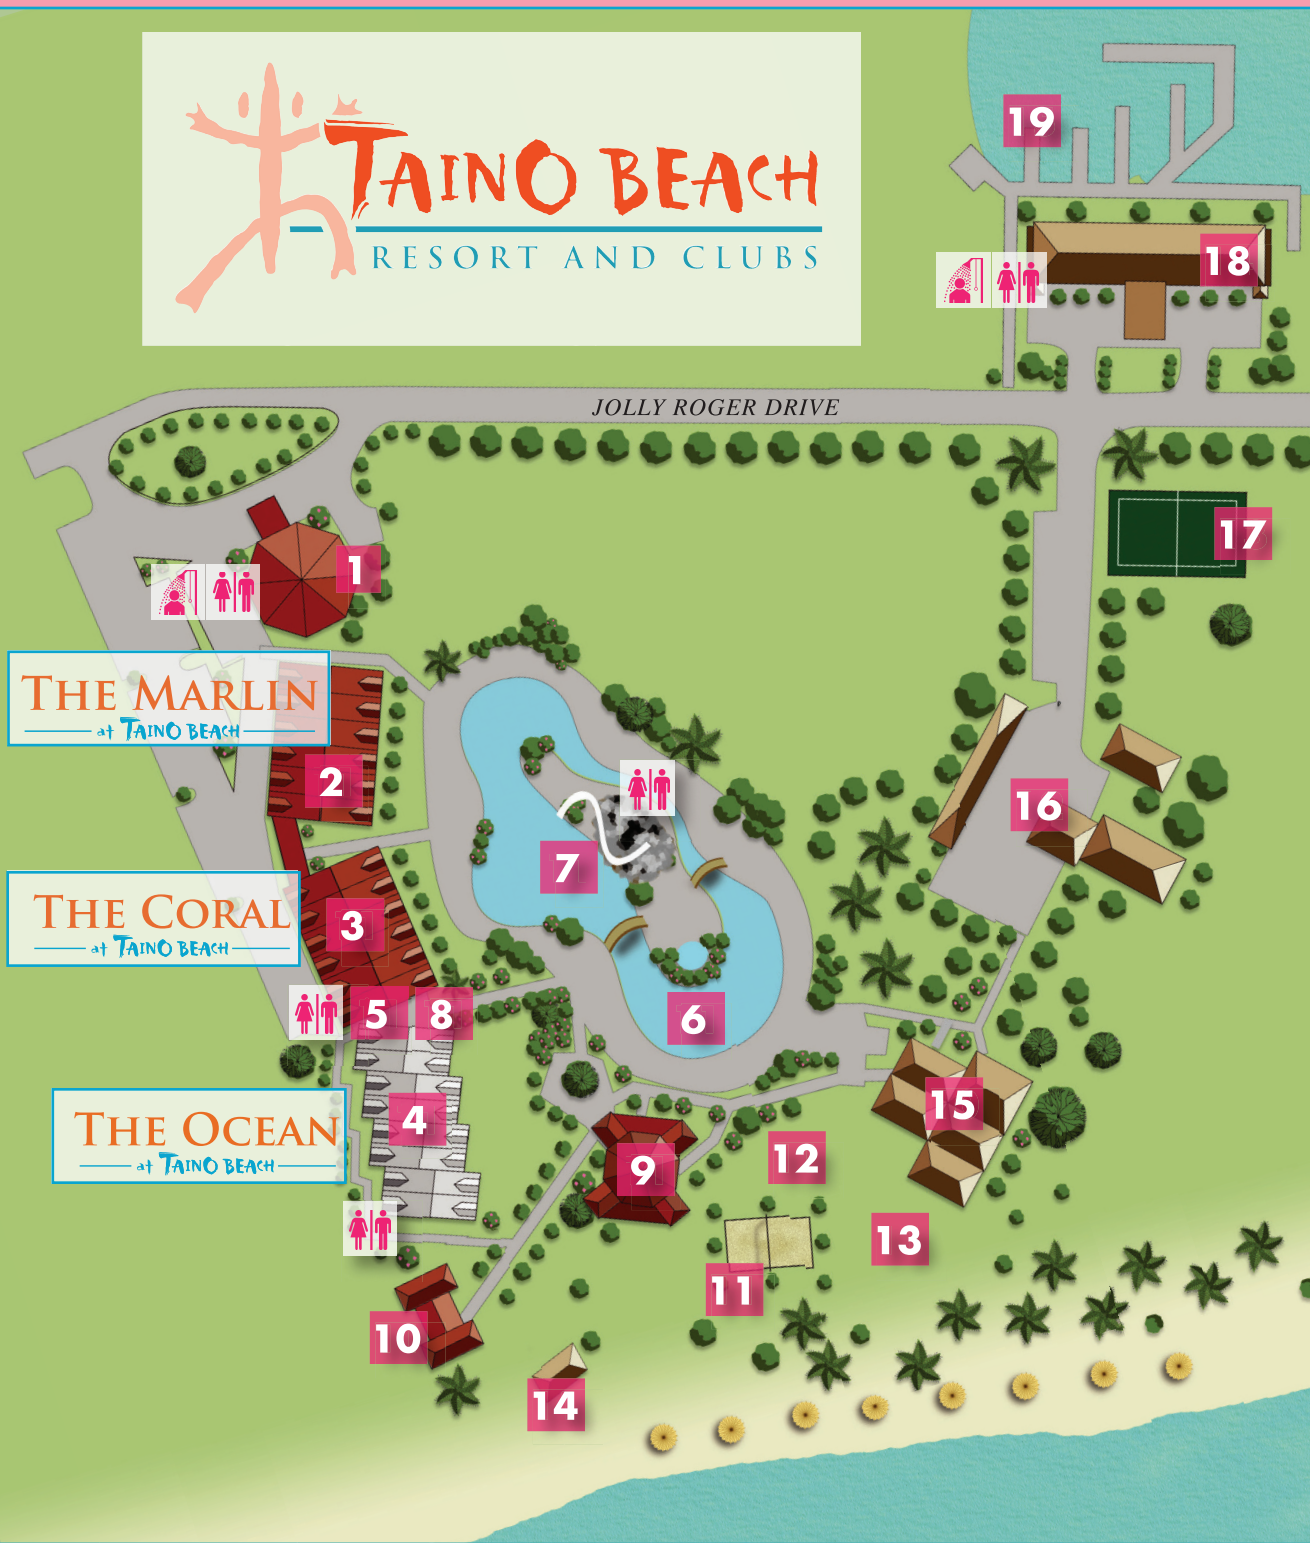 TAINO BEACH
RESORT AND CLUBS
19
18
JOLLY ROGER DRIVE
17
1
THE MARLIN
at TAINO BEACH
2
16
7
THE CORAL
at TAINO BEACH
3
5
8
6
THE OCEAN
at TAINO BEACH
4
15
9
12
13
11
10
14